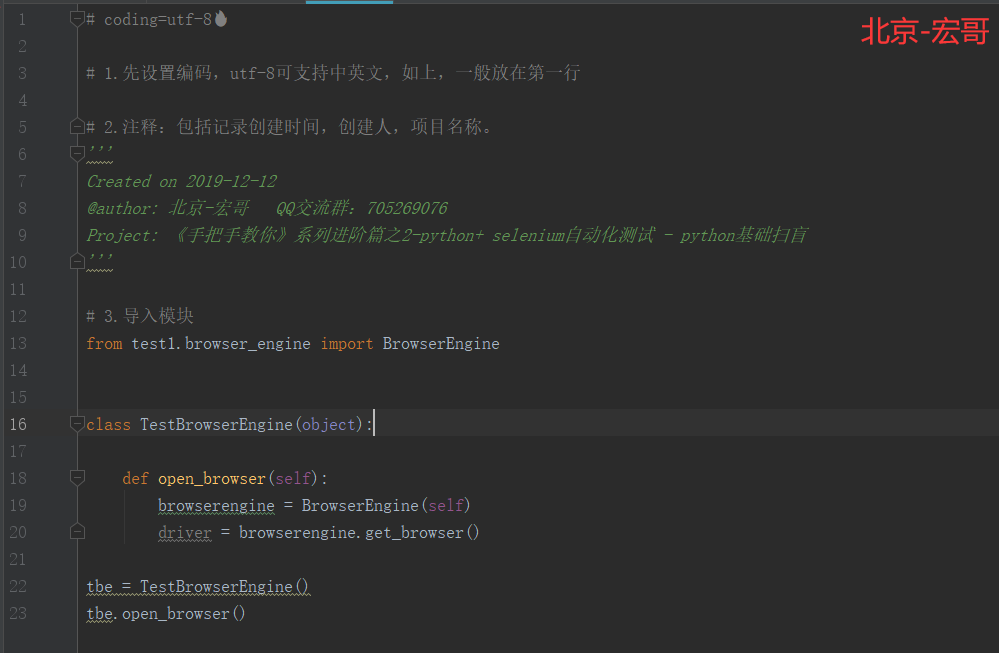 北京-宏哥
1 # coding=utf-8
2
3 # 1.先设置编码，utf-8可支持中英文，如上，一般放在第一行
4
5 # 2.注释：包括记录创建时间，创建人，项目名称。
6 '''
7 Created on 2019-12-12
8 @author: 北京-宏哥   QQ交流群：705269076
9 Project: 《手把手教你》系列进阶篇之2-python+ selenium自动化测试 - python基础扫盲
10 '''
11
12 # 3.导入模块
13 from test1.browser_engine import BrowserEngine
14
15
16 class TestBrowserEngine(object):
17
18     def open_browser(self):
19         browserengine = BrowserEngine(self)
20         driver = browserengine.get_browser()
21
22 tbe = TestBrowserEngine()
23 tbe.open_browser()